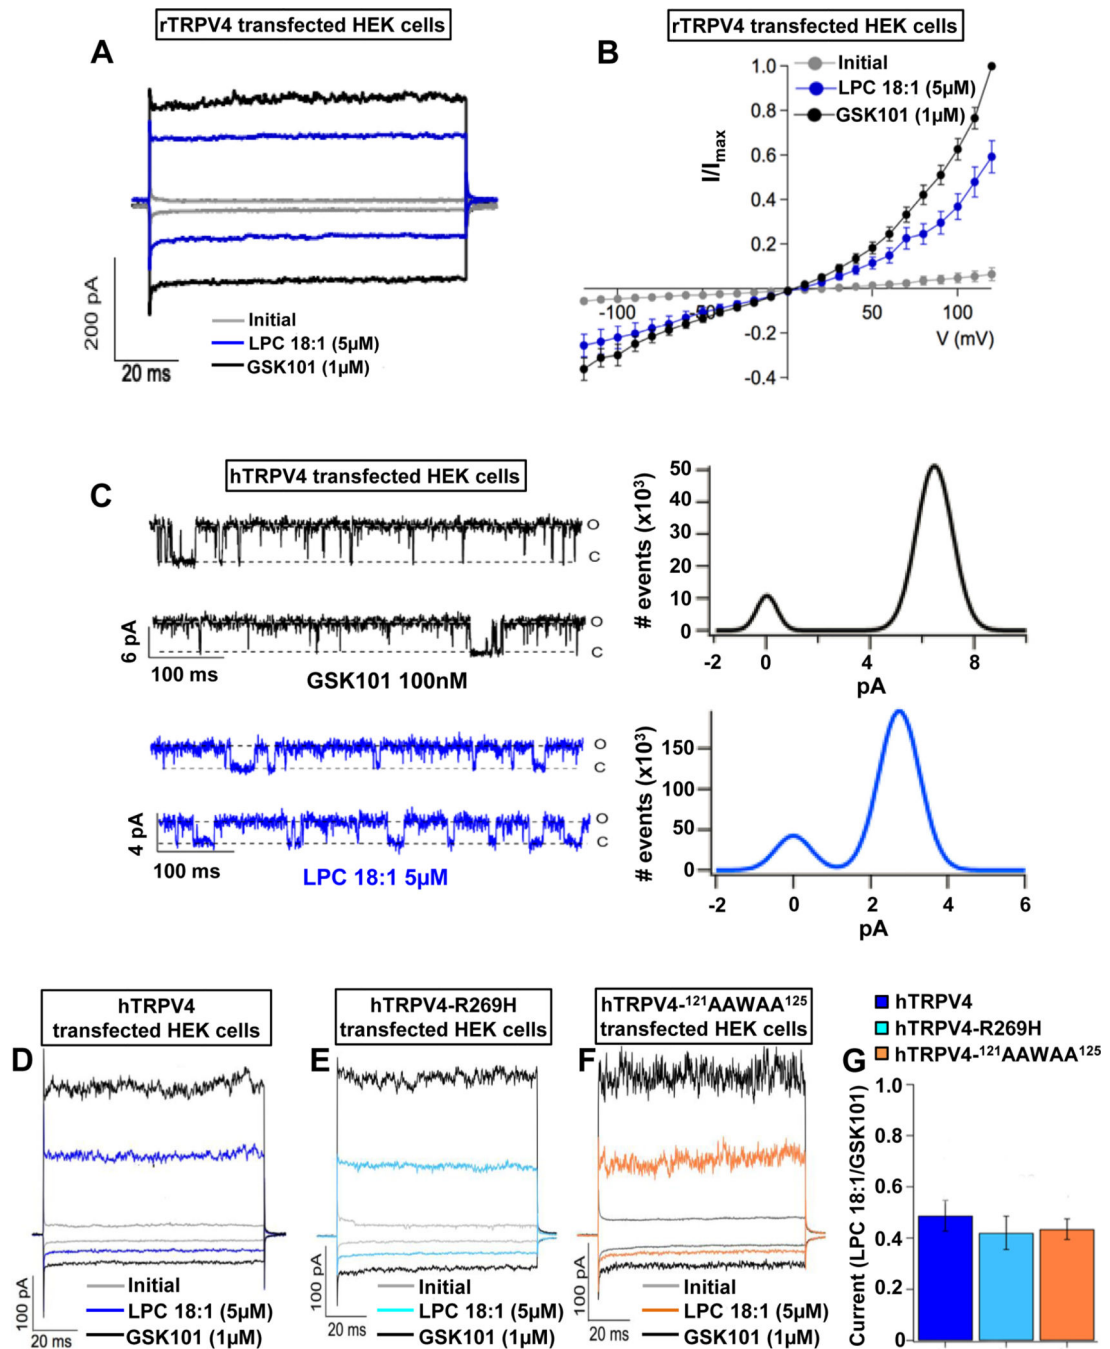 rTRPV4 transfected HEK cells
A
200 pA
20 ms
Initial
LPC 18:1 (5µM)
GSK101 (1µM)
rTRPV4 transfected HEK cells
B
Initial
LPC 18:1 (5µM)
GSK101 (1µM)
I/Imax
1.0
0.8
0.6
0.4
0.2
-0.2
-0.4
-100
-50
50
100
V (mV)
hTRPV4 transfected HEK cells
C
O
C
O
C
6 pA
100 ms
GSK101 100nM
O
C
O
C
4 pA
100 ms
LPC 18:1 5µM
# events (x10³)
50
40
30
20
10
0
-2 0 4 8
pA
# events (x10³)
150
100
50
0
-2 0 2 4 6
pA
hTRPV4
transfected HEK cells
D
100 pA
20 ms
Initial
LPC 18:1 (5µM)
GSK101 (1µM)
hTRPV4-R269H
transfected HEK cells
E
100 pA
20 ms
Initial
LPC 18:1 (5µM)
GSK101 (1µM)
hTRPV4-¹²¹AAWAA¹²⁵
transfected HEK cells
F
100 pA
20 ms
Initial
LPC 18:1 (5µM)
GSK101 (1µM)
hTRPV4
hTRPV4-R269H
hTRPV4-¹²¹AAWAA¹²⁵
G
Current (LPC 18:1/GSK101)
1.0
0.8
0.6
0.4
0.2
0